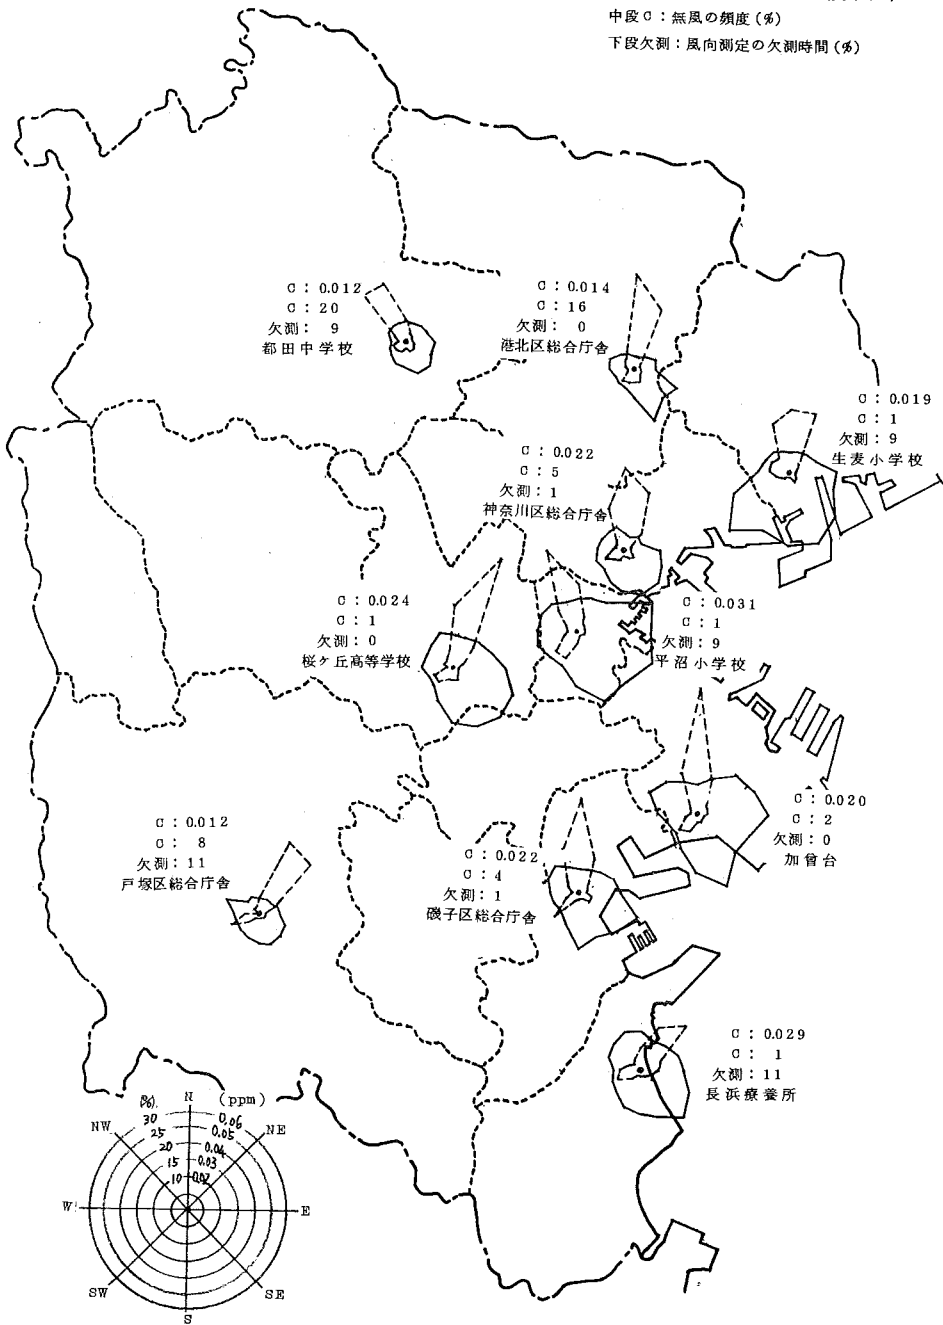 中段C：無風の頻度(%)
下段欠測：風向測定の欠測時間(%)
C：0.012
C：20
欠測：9
都田中学校
C：0.014
C：16
欠測：0
港北区総合庁舎
C：0.019
C：1
欠測：9
生麦小学校
C：0.022
C：5
欠測：1
神奈川区総合庁舎
C：0.024
C：1
欠測：0
桜ケ丘高等学校
C：0.031
C：1
欠測：9
平沼小学校
C：0.020
C：2
欠測：0
加曾台
C：0.012
C：8
欠測：11
戸塚区総合庁舎
C：0.022
C：4
欠測：1
磯子区総合庁舎
C：0.029
C：1
欠測：11
長浜療養所
(%) N (ppm)
30 0.06
NW 25 0.05 NE
20 0.04
15 0.03
10 0.02
W E
SW SE
S